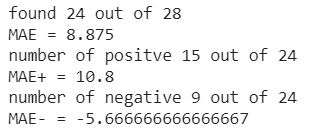 found 24 out of 28
MAE = 8.875
number of positve 15 out of 24
MAE+ = 10.8
number of negative 9 out of 24
MAE- = -5.666666666666667